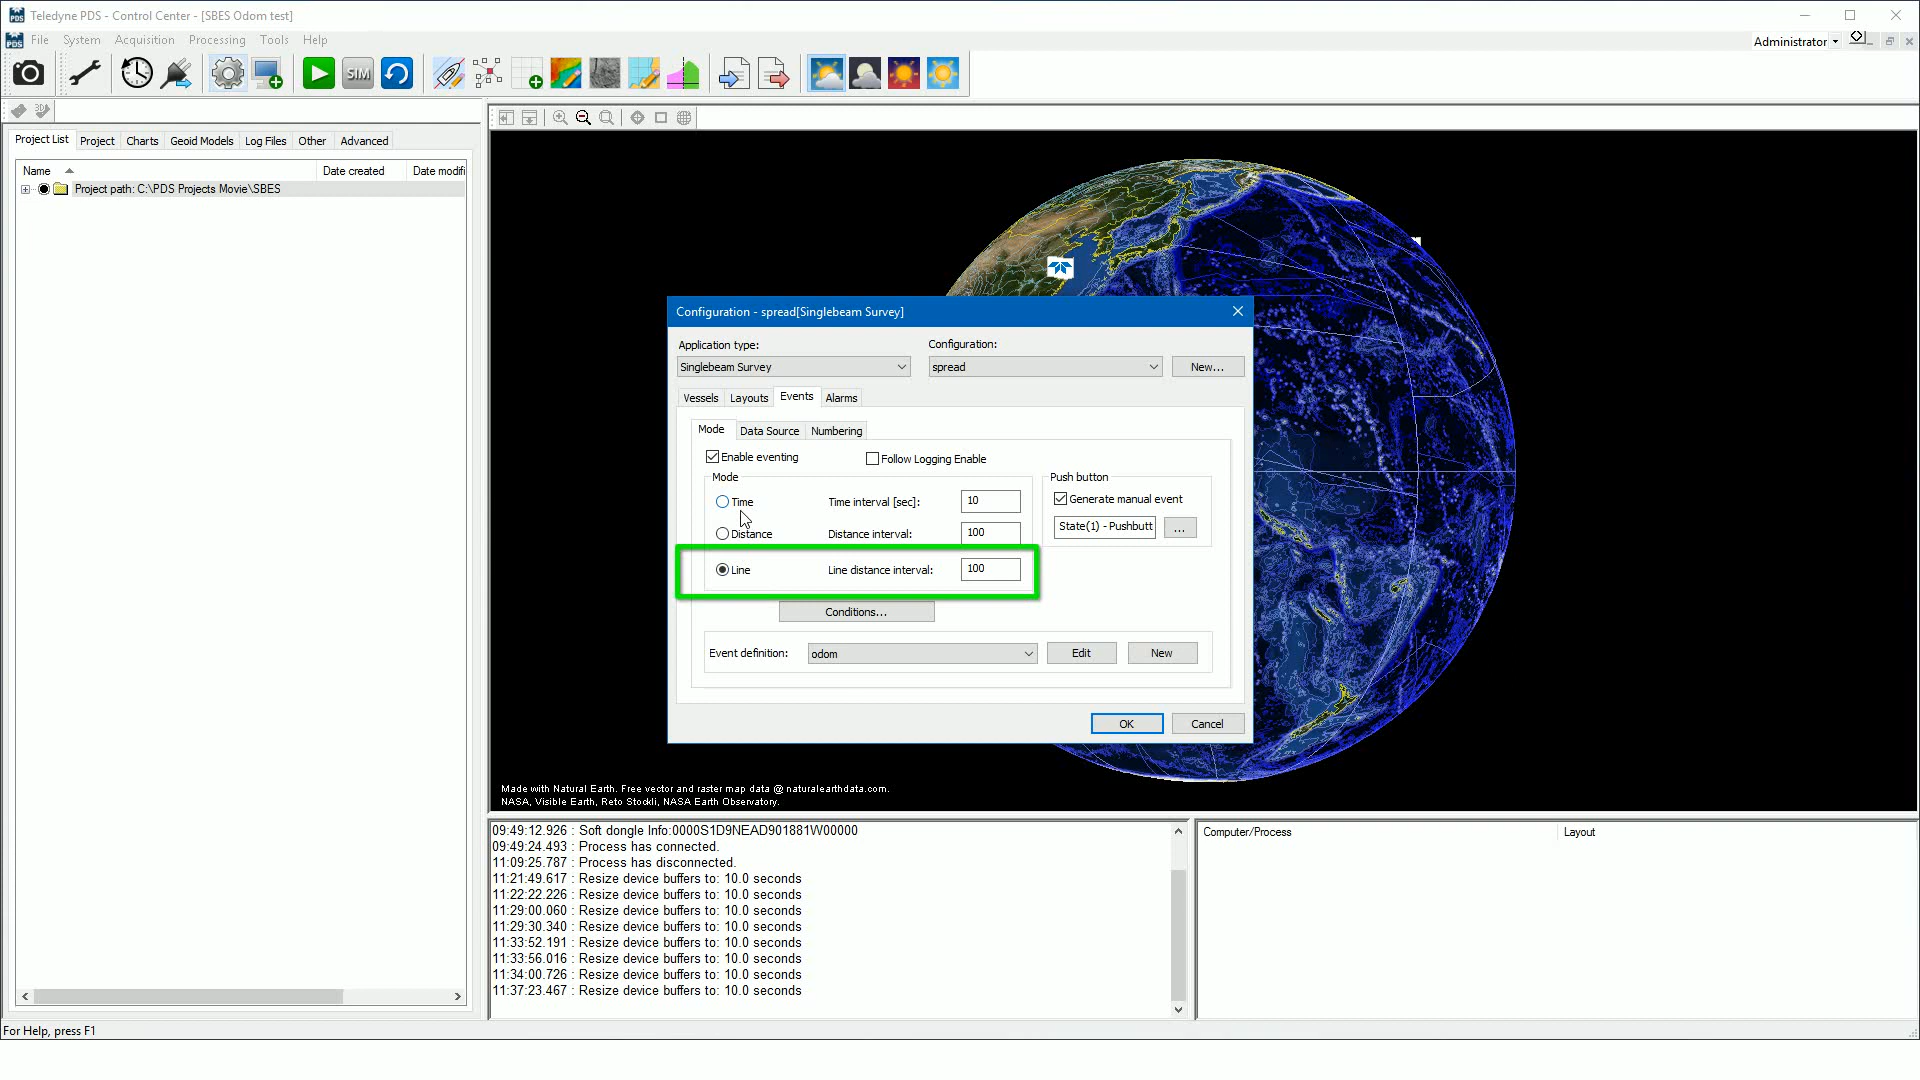 Teledyne PDS - Control Center - [SBES Odom test]
PDS File System Acquisition Processing Tools Help
Administrator
SIM
3D
Project List Project Charts Geoid Models Log Files Other Advanced
Name Date created Date modifi
Project path: C:\PDS Projects Movie\SBES
Configuration - spread[Singlebeam Survey]
Application type: Configuration:
Singlebeam Survey spread New...
Vessels Layouts Events Alarms
Mode Data Source Numbering
Enable eventing Follow Logging Enable
Mode Push button
Time Time interval [sec]: 10 Generate manual event
State(1) - Pushbutt ...
Distance Distance interval: 100
Line Line distance interval: 100
Conditions...
Event definition: odom Edit New
OK Cancel
Made with Natural Earth. Free vector and raster map data @ naturalearthdata.com.
NASA, Visible Earth, Reto Stockli, NASA Earth Observatory.
09:49:12.926 : Soft dongle Info:0000S1D9NEAD901881W00000
09:49:24.493 : Process has connected.
11:09:25.787 : Process has disconnected.
11:21:49.617 : Resize device buffers to: 10.0 seconds
11:22:22.226 : Resize device buffers to: 10.0 seconds
11:29:00.060 : Resize device buffers to: 10.0 seconds
11:29:30.340 : Resize device buffers to: 10.0 seconds
11:33:52.191 : Resize device buffers to: 10.0 seconds
11:33:56.016 : Resize device buffers to: 10.0 seconds
11:34:00.726 : Resize device buffers to: 10.0 seconds
11:37:23.467 : Resize device buffers to: 10.0 seconds
Computer/Process Layout
For Help, press F1